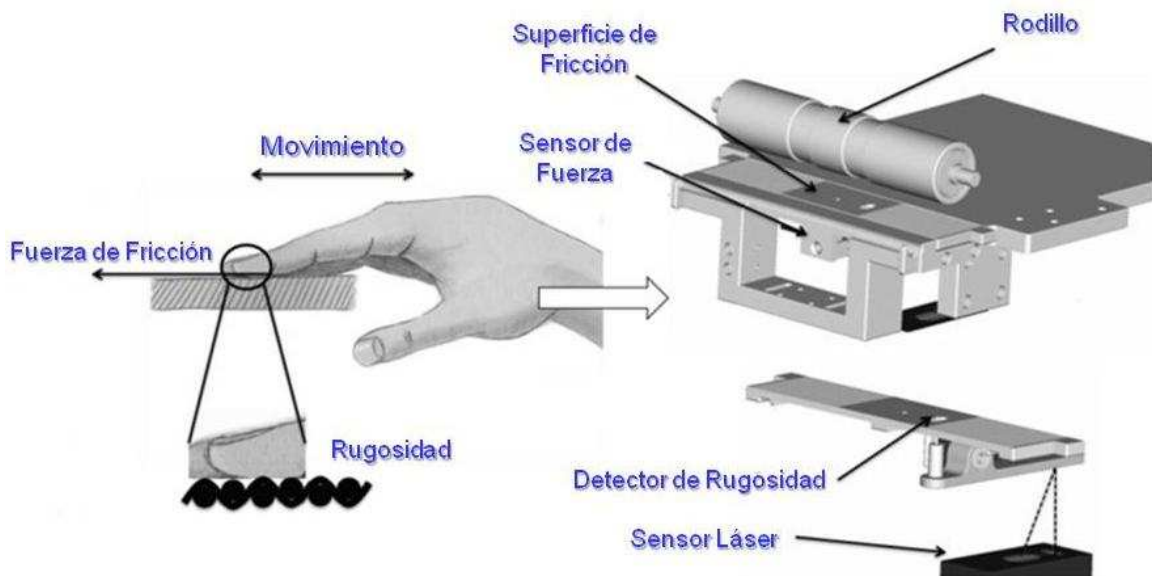 Superficie de
Fricción
Rodillo
Movimiento
Sensor de
Fuerza
Fuerza de Fricción
Rugosidad
Detector de Rugosidad
Sensor Láser